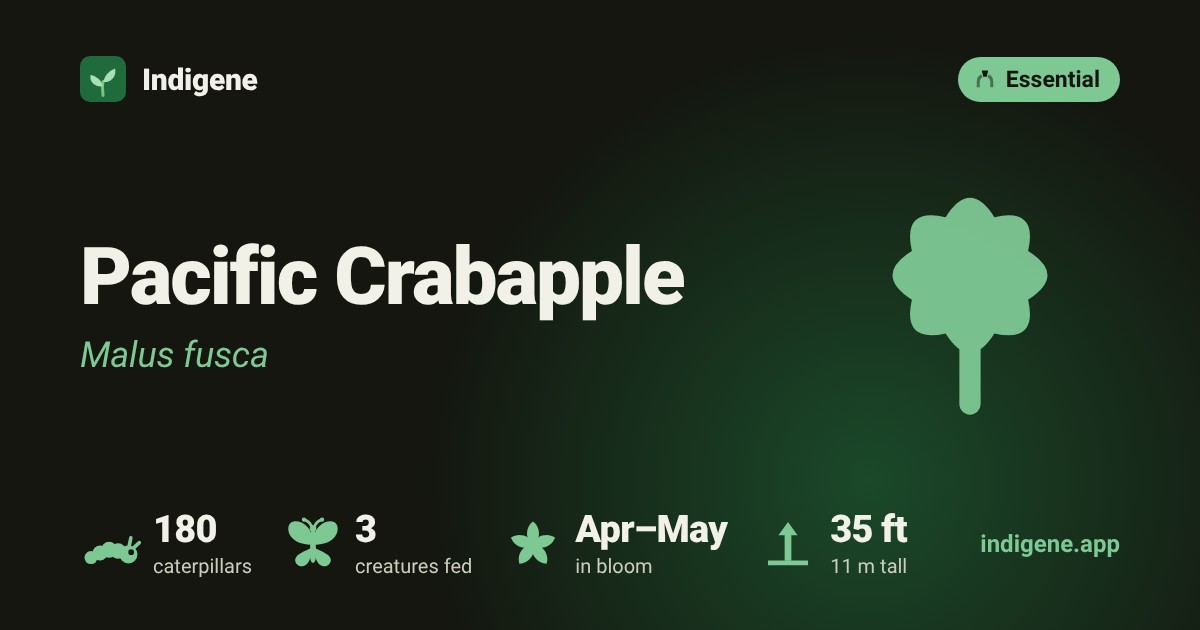 Indigene
Essential
Pacific Crabapple
Malus fusca
180
caterpillars
3
creatures fed
Apr–May
in bloom
35 ft
11 m tall
indigene.app